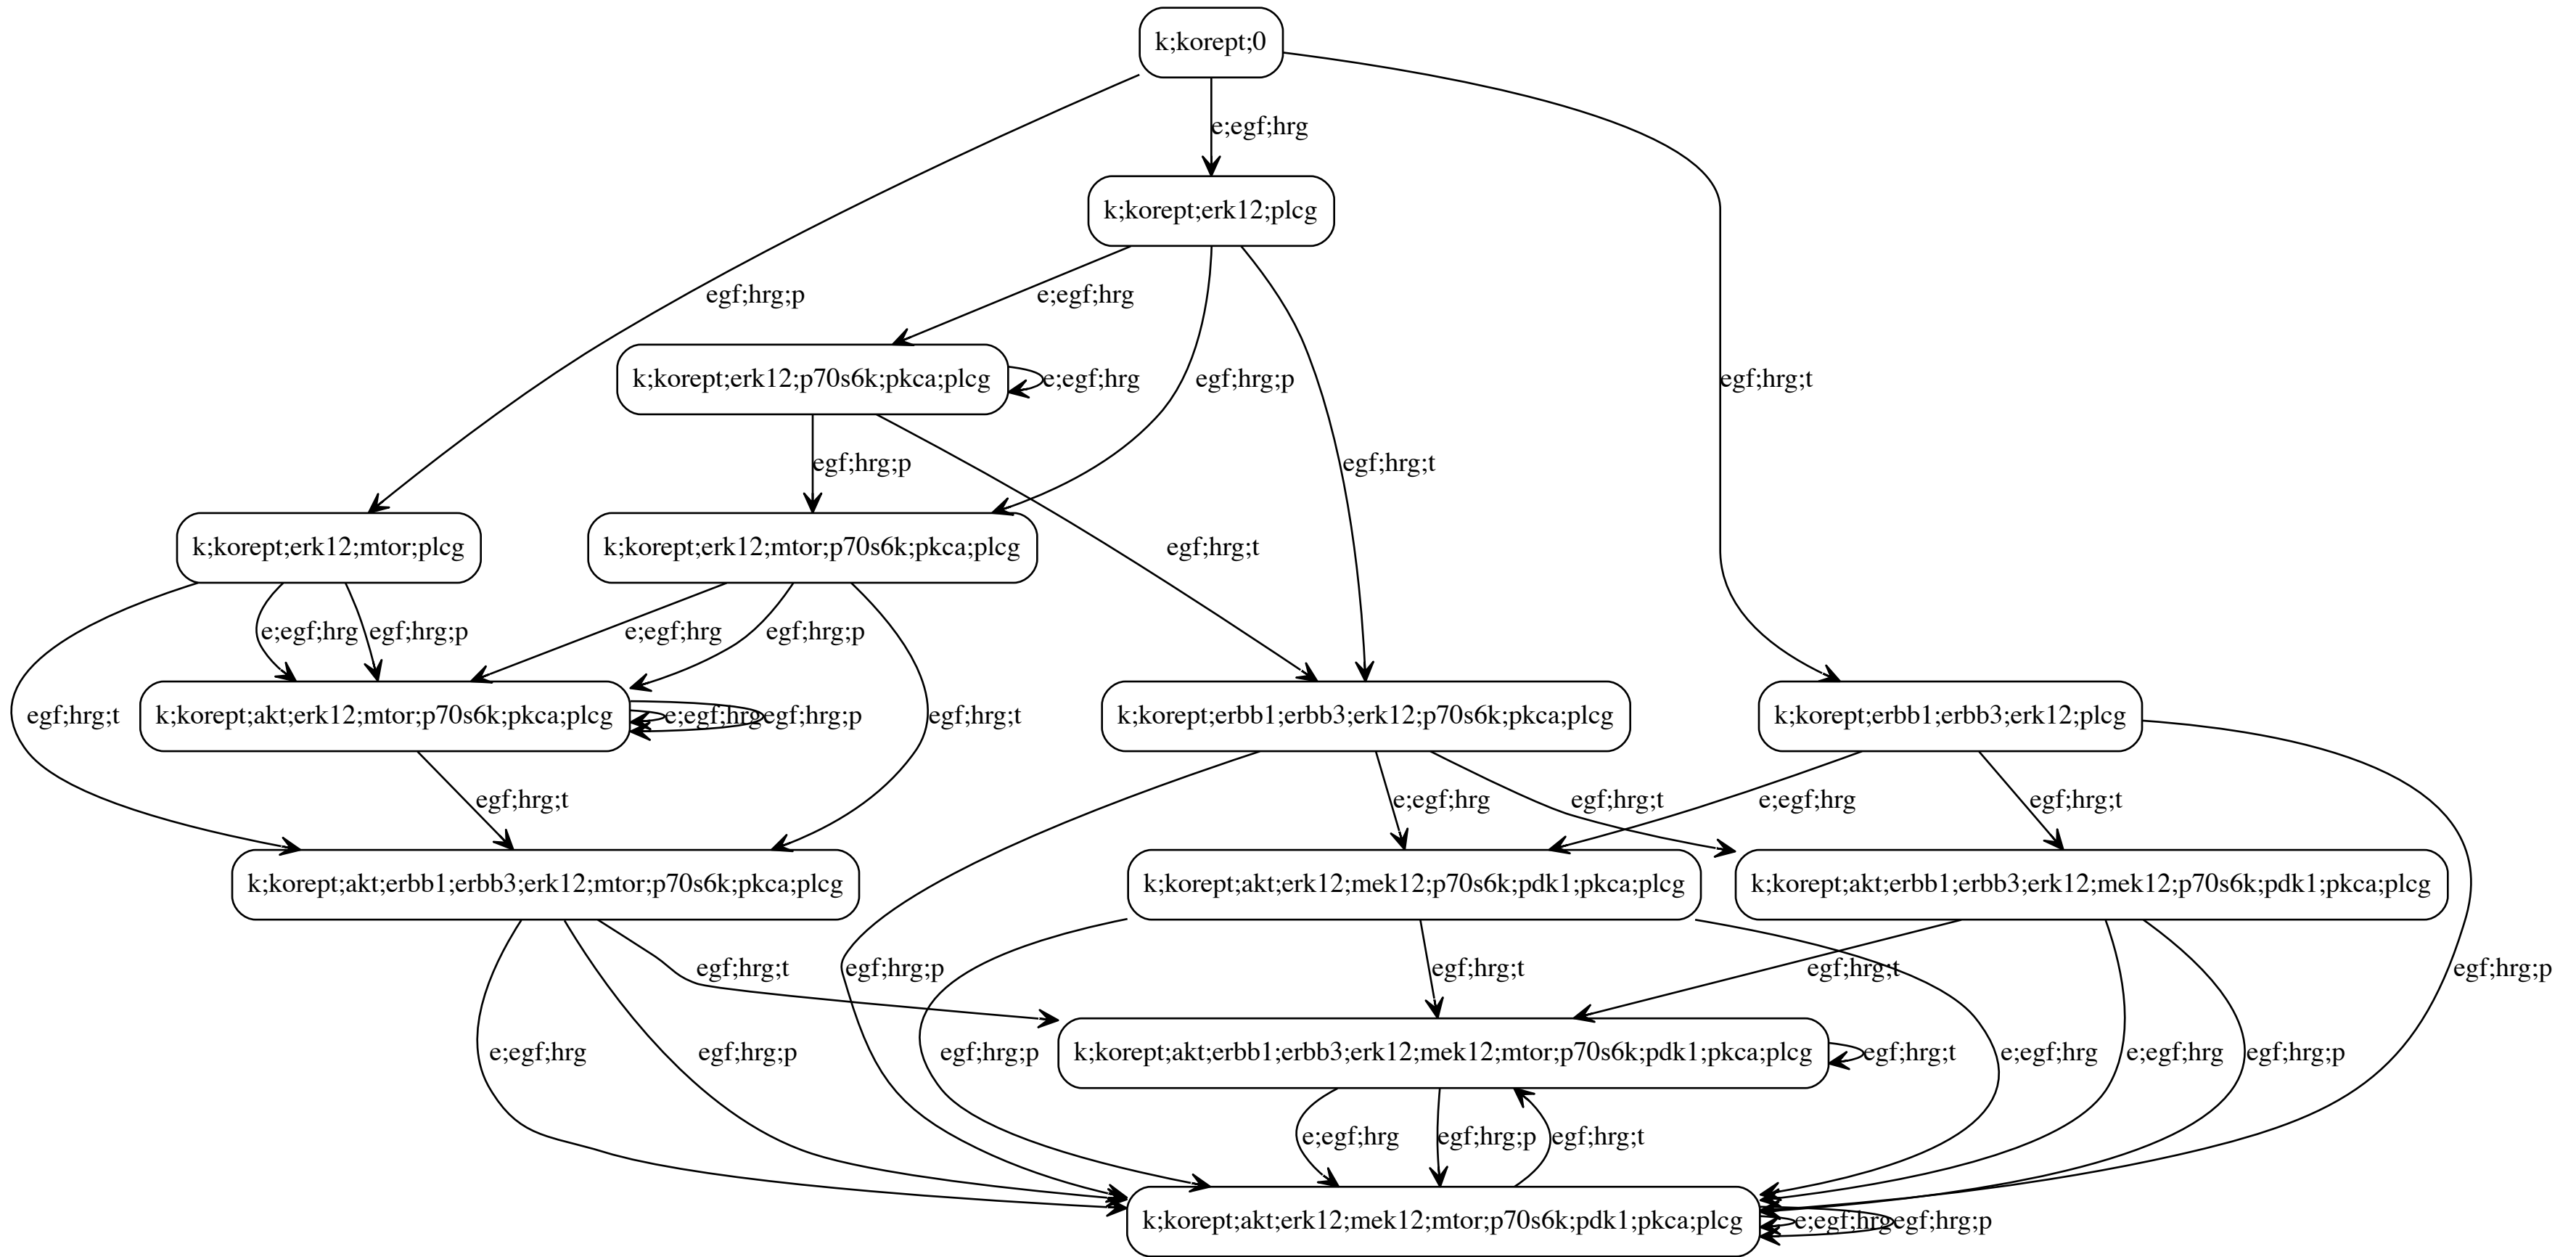 k;korept;0
e;egf;hrg
k;korept;erk12;plcg
egf;hrg;p
e;egf;hrg
k;korept;erk12;p70s6k;pkca;plcg
e;egf;hrg
egf;hrg;p
egf;hrg;t
egf;hrg;p
egf;hrg;t
k;korept;erk12;mtor;plcg
k;korept;erk12;mtor;p70s6k;pkca;plcg
egf;hrg;t
e;egf;hrg
egf;hrg;p
e;egf;hrg
egf;hrg;p
egf;hrg;t
k;korept;akt;erk12;mtor;p70s6k;pkca;plcg
e;egf;hrg
egf;hrg;p
egf;hrg;t
k;korept;erbb1;erbb3;erk12;p70s6k;pkca;plcg
k;korept;erbb1;erbb3;erk12;plcg
egf;hrg;t
e;egf;hrg
egf;hrg;t
e;egf;hrg
egf;hrg;t
k;korept;akt;erbb1;erbb3;erk12;mtor;p70s6k;pkca;plcg
k;korept;akt;erk12;mek12;p70s6k;pdk1;pkca;plcg
k;korept;akt;erbb1;erbb3;erk12;mek12;p70s6k;pdk1;pkca;plcg
egf;hrg;t
egf;hrg;p
egf;hrg;t
egf;hrg;t
egf;hrg;p
e;egf;hrg
egf;hrg;p
egf;hrg;p
k;korept;akt;erbb1;erbb3;erk12;mek12;mtor;p70s6k;pdk1;pkca;plcg
egf;hrg;t
e;egf;hrg
e;egf;hrg
egf;hrg;p
e;egf;hrg
egf;hrg;p
egf;hrg;t
k;korept;akt;erk12;mek12;mtor;p70s6k;pdk1;pkca;plcg
e;egf;hrg
egf;hrg;p